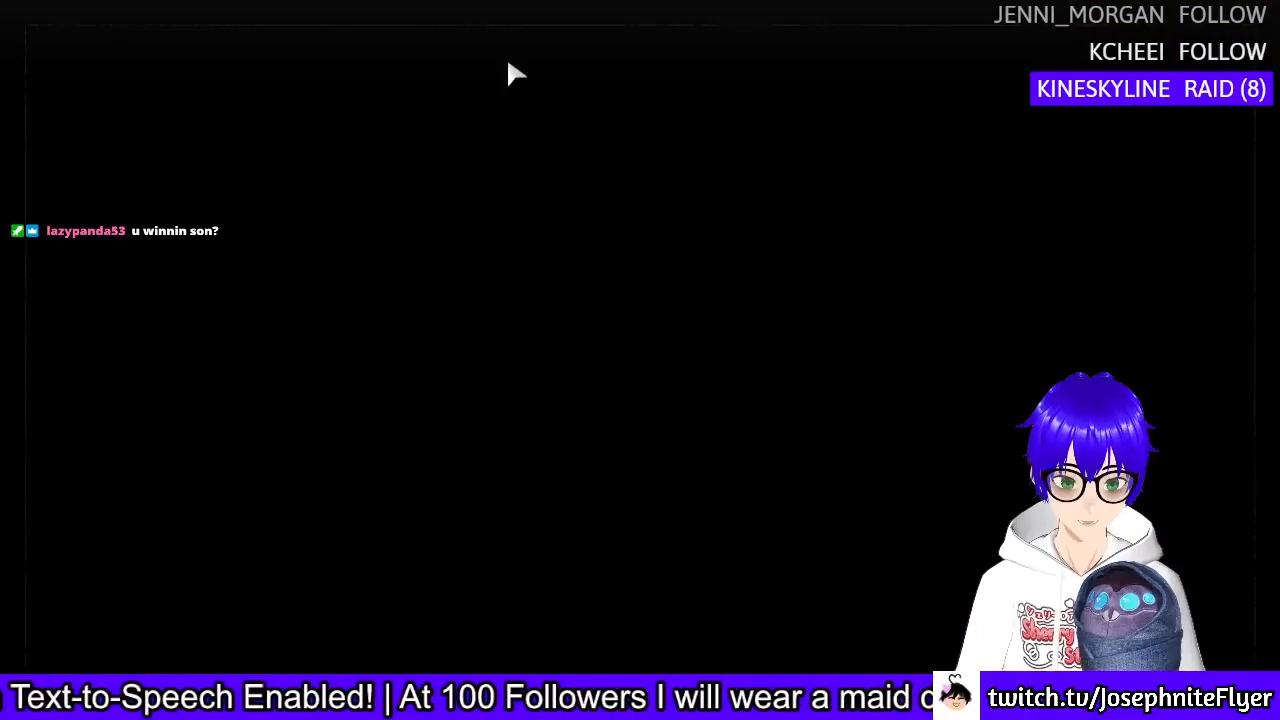 JENNI_MORGAN FOLLOW
KCHEEI FOLLOW
KINESKYLINE RAID (8)
lazypanda53 u winnin son?
Text-to-Speech Enabled! | At 100 Followers I will wear a maid
twitch.tv/JosephniteFlyer